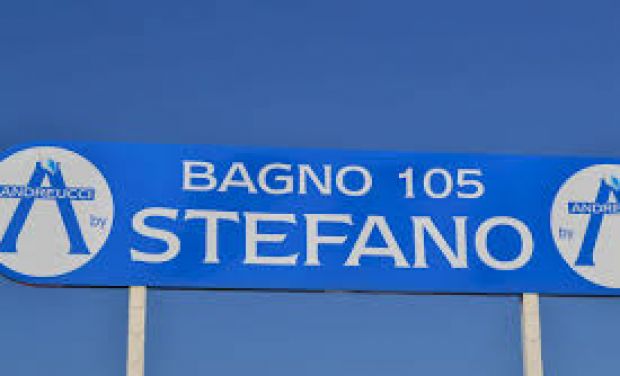 BAGNO 105
STEFANO
ANDREUCCI
by
ANDREUCCI
by